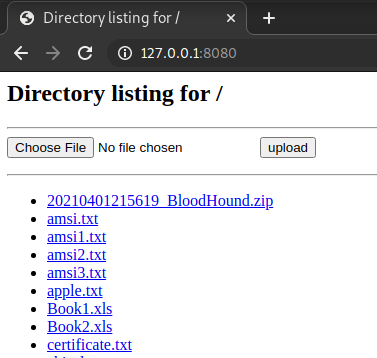 Directory listing for /
127.0.0.1:8080
Directory listing for /
Choose File No file chosen upload
20210401215619_BloodHound.zip
amsi.txt
amsi1.txt
amsi2.txt
amsi3.txt
apple.txt
Book1.xls
Book2.xls
certificate.txt